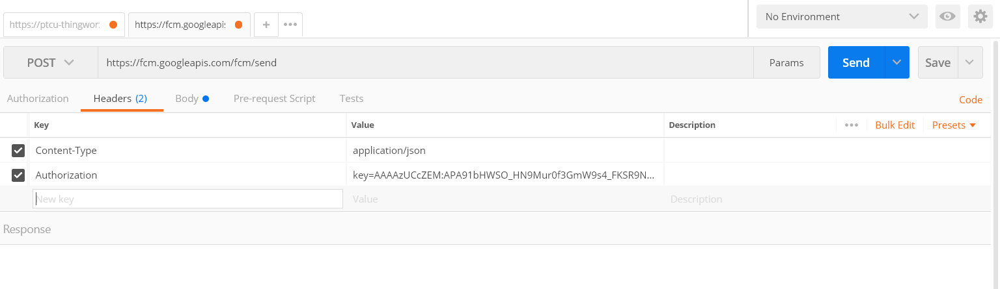 https://ptcu-thingwor: https://fcm.googleapis + •••
No Environment
POST https://fcm.googleapis.com/fcm/send Params Send Save
Authorization Headers (2) Body Pre-request Script Tests Code
Key Value Description ••• Bulk Edit Presets
Content-Type application/json
Authorization key=AAAAzUCcZEM:APA91bHWSO_HN9Mur0f3GmW9s4_FKSR9N...
New key Value Description
Response